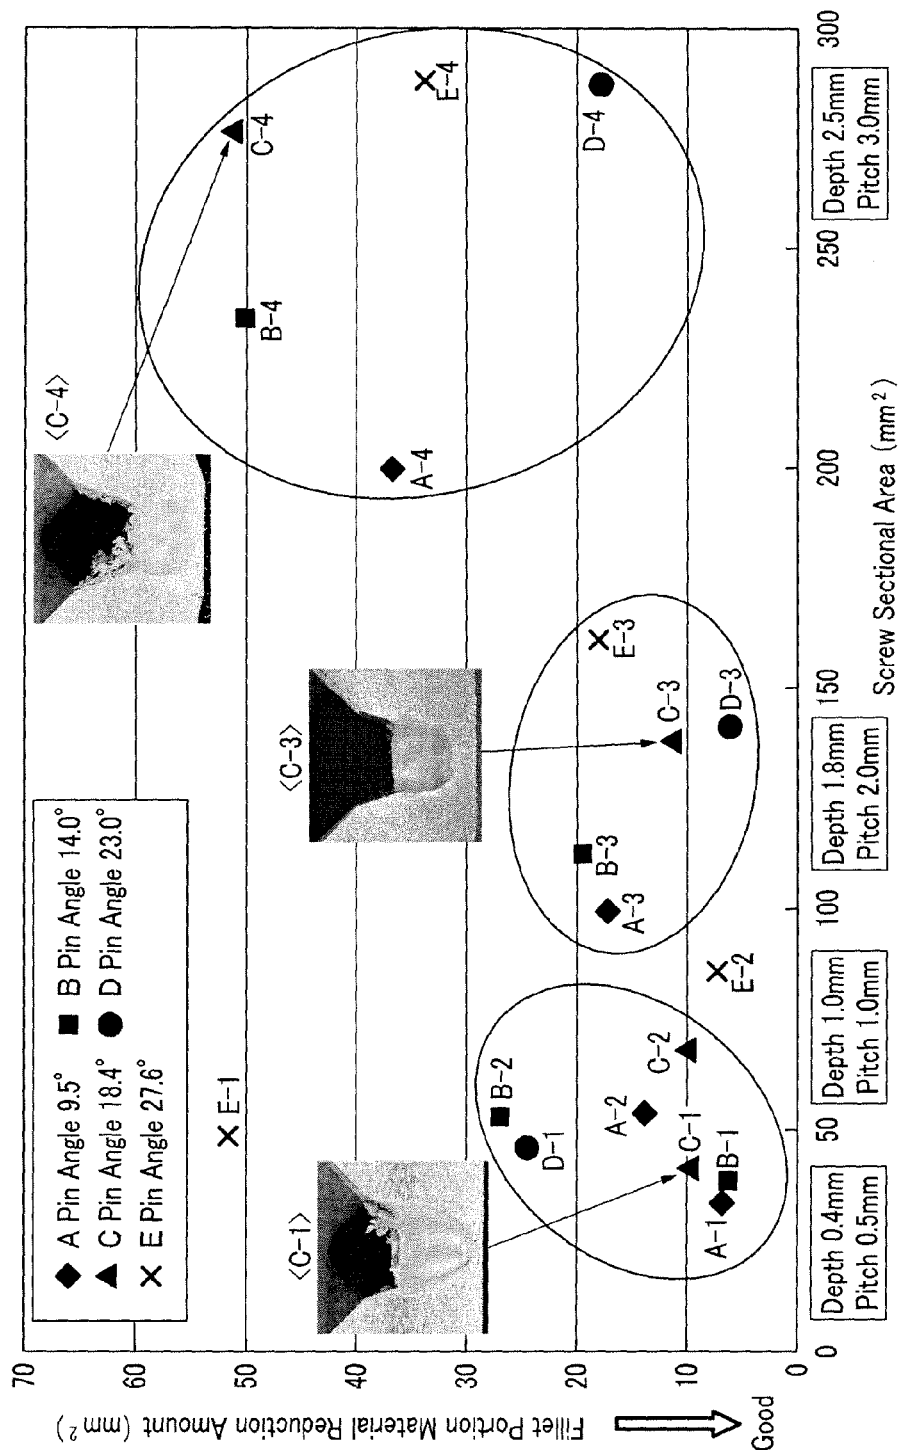 ◆ A Pin Angle 9.5° ■ B Pin Angle 14.0°
▲ C Pin Angle 18.4° ● D Pin Angle 23.0°
× E Pin Angle 27.6°
Fillet Portion Material Reduction Amount (mm²)
Good
70
60
50
40
30
20
10
0
<C-1>
<C-3>
<C-4>
E-1
B-2
D-1
A-2
C-2
C-1
B-1
A-1
E-2
B-3
A-3
E-3
C-3
D-3
A-4
B-4
C-4
E-4
D-4
0
50
100
150
200
250
300
Depth 0.4mm
Pitch 0.5mm
Depth 1.0mm
Pitch 1.0mm
Depth 1.8mm
Pitch 2.0mm
Depth 2.5mm
Pitch 3.0mm
Screw Sectional Area (mm²)